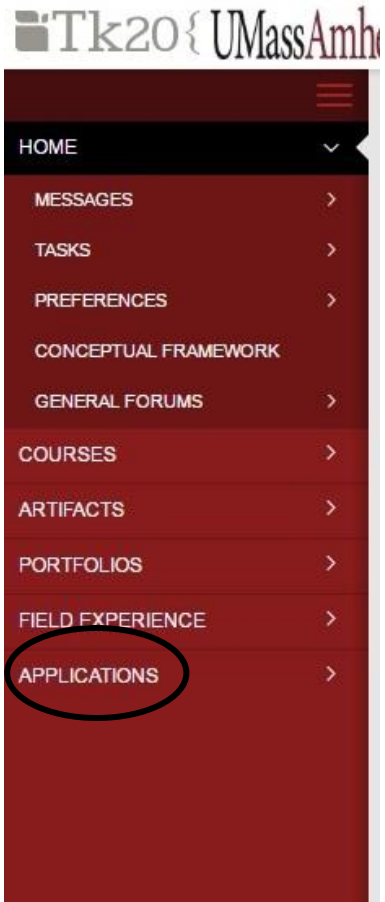 Tk20{UMassAmhe
HOME
MESSAGES
TASKS
PREFERENCES
CONCEPTUAL FRAMEWORK
GENERAL FORUMS
COURSES
ARTIFACTS
PORTFOLIOS
FIELD EXPERIENCE
APPLICATIONS